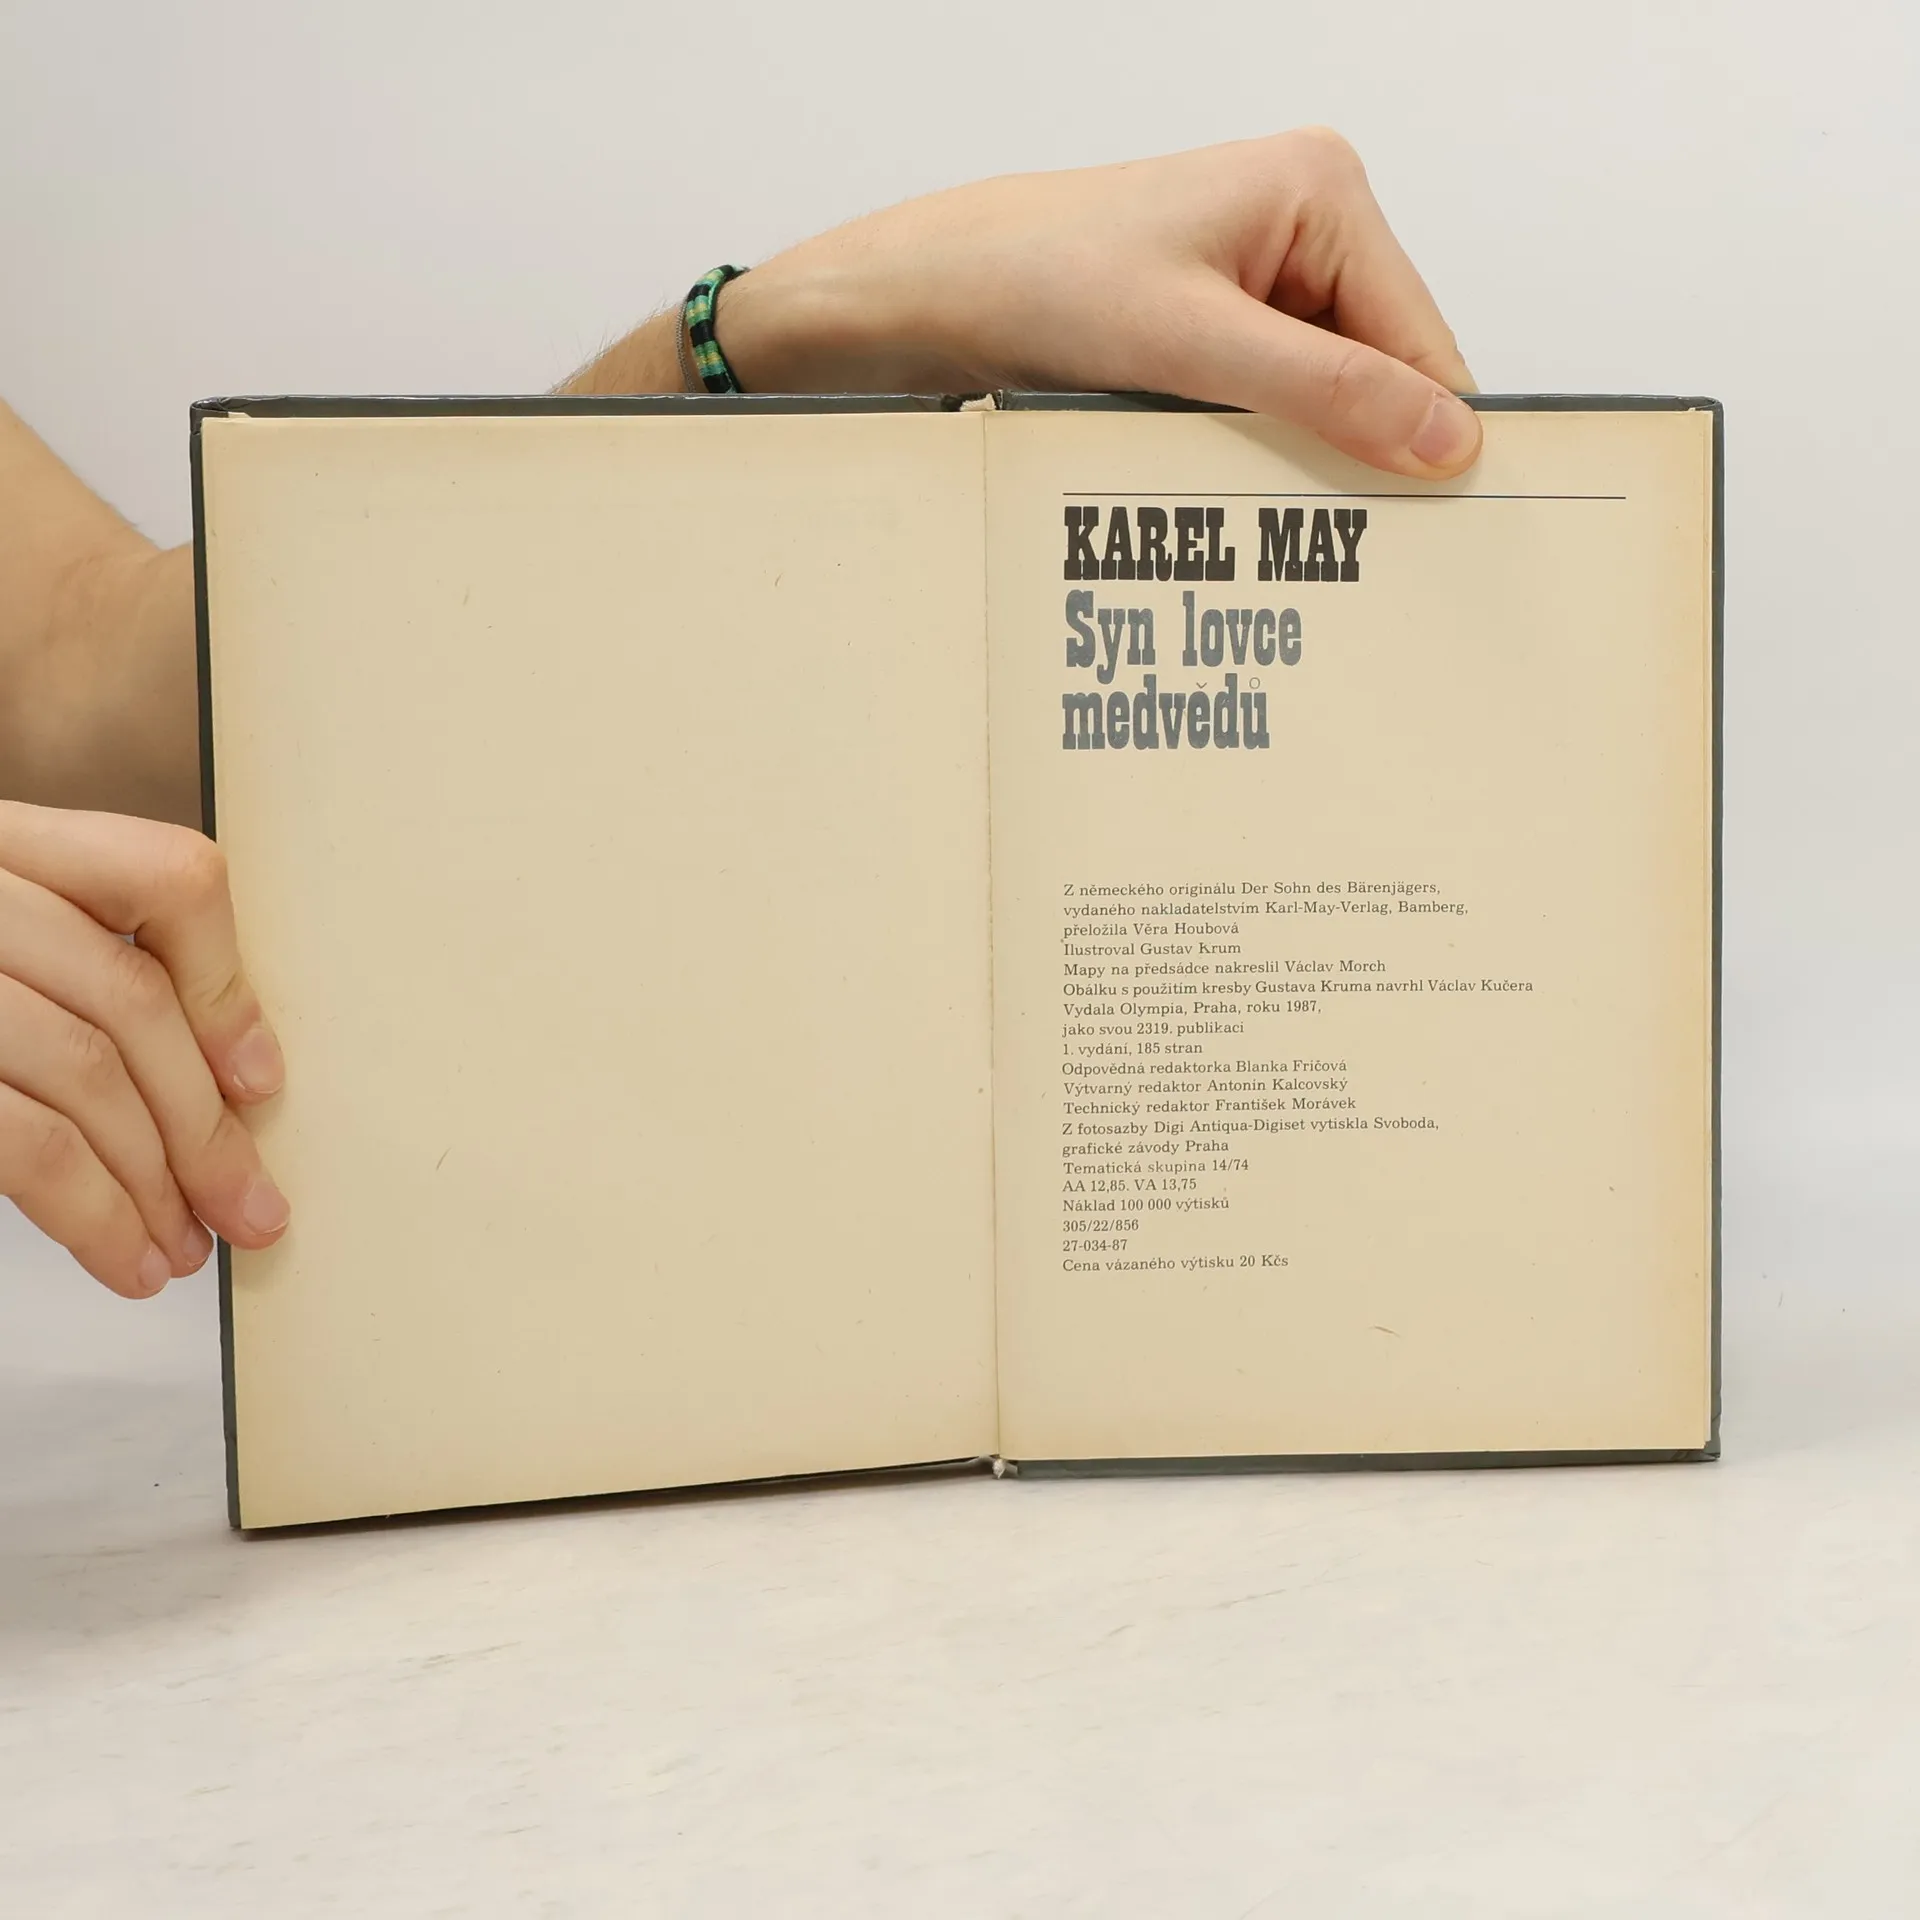 KAREL MAY
Syn lovce
medvědů
Z německého originálu Der Sohn des Bärenjägers,
vydaného nakladatelstvím Karl-May-Verlag, Bamberg,
přeložila Věra Houbová
Ilustroval Gustav Krum
Mapy na předsádce nakreslil Václav Morch
Obálku s použitím kresby Gustava Kruma navrhl Václav Kučera
Vydala Olympia, Praha, roku 1987,
jako svou 2319. publikaci
1. vydání, 185 stran
Odpovědná redaktorka Blanka Fričová
Výtvarný redaktor Antonín Kalcovský
Technický redaktor František Morávek
Z fotosazby Digi Antiqua-Digiset vytiskla Svoboda,
grafické závody Praha
Tematická skupina 14/74
AA 12,85. VA 13,75
Náklad 100 000 výtisků
305/22/856
27-034-87
Cena vázaného výtisku 20 Kčs